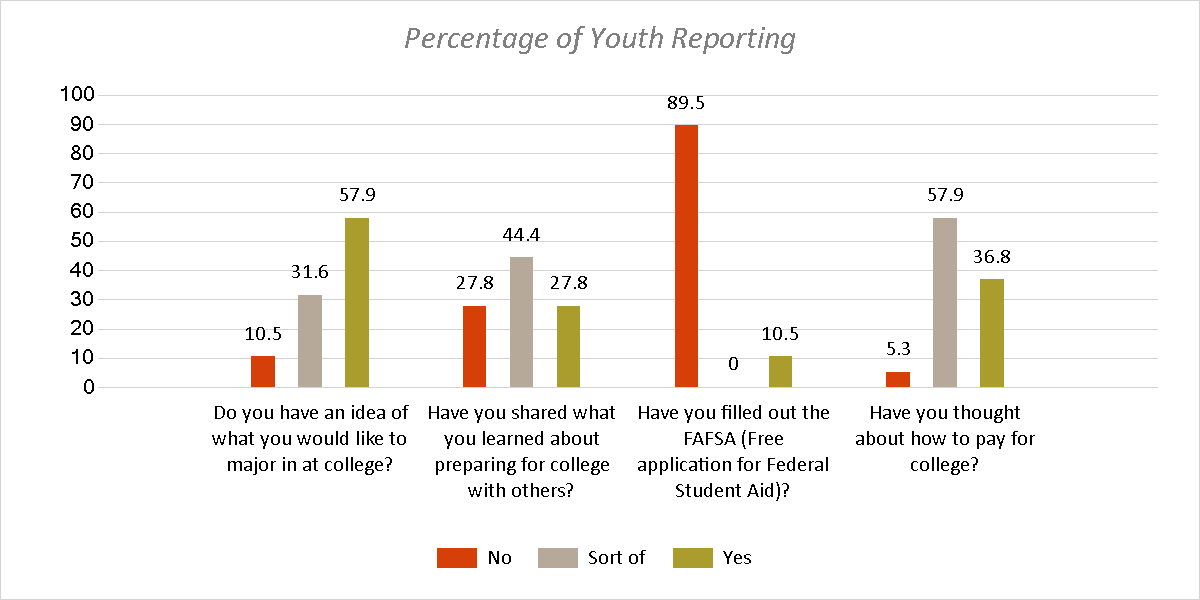 Percentage of Youth Reporting
100
90
80
70
60
50
40
30
20
10
0
10.5
31.6
57.9
27.8
44.4
27.8
89.5
0
10.5
5.3
57.9
36.8
Do you have an idea of
what you would like to
major in at college?
Have you shared what
you learned about
preparing for college
with others?
Have you filled out the
FAFSA (Free
application for Federal
Student Aid)?
Have you thought
about how to pay for
college?
No
Sort of
Yes